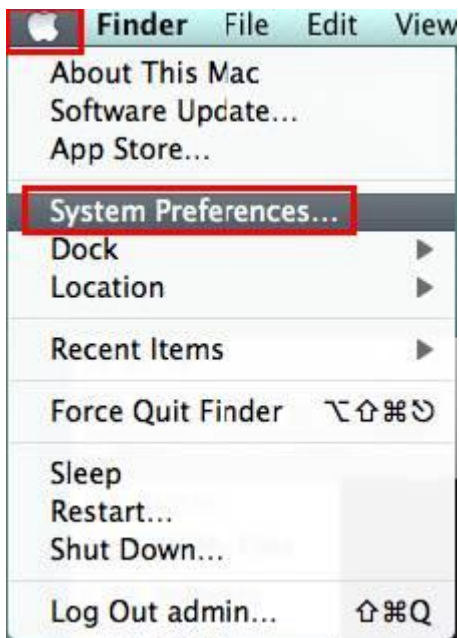 Finder File Edit View
About This Mac
Software Update...
App Store...
System Preferences...
Dock
Location
Recent Items
Force Quit Finder ⌥⇧⌘⎋
Sleep
Restart...
Shut Down...
Log Out admin... ⇧⌘Q